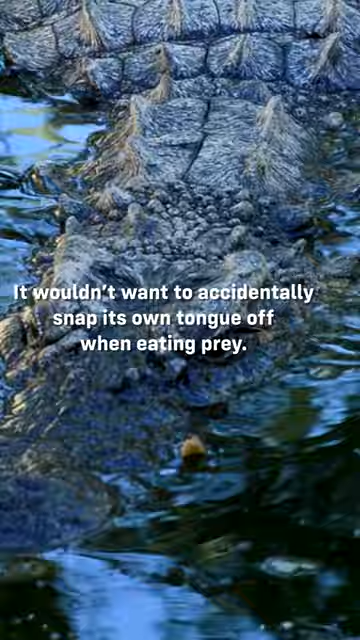 It wouldn't want to accidentally
snap its own tongue off
when eating prey.